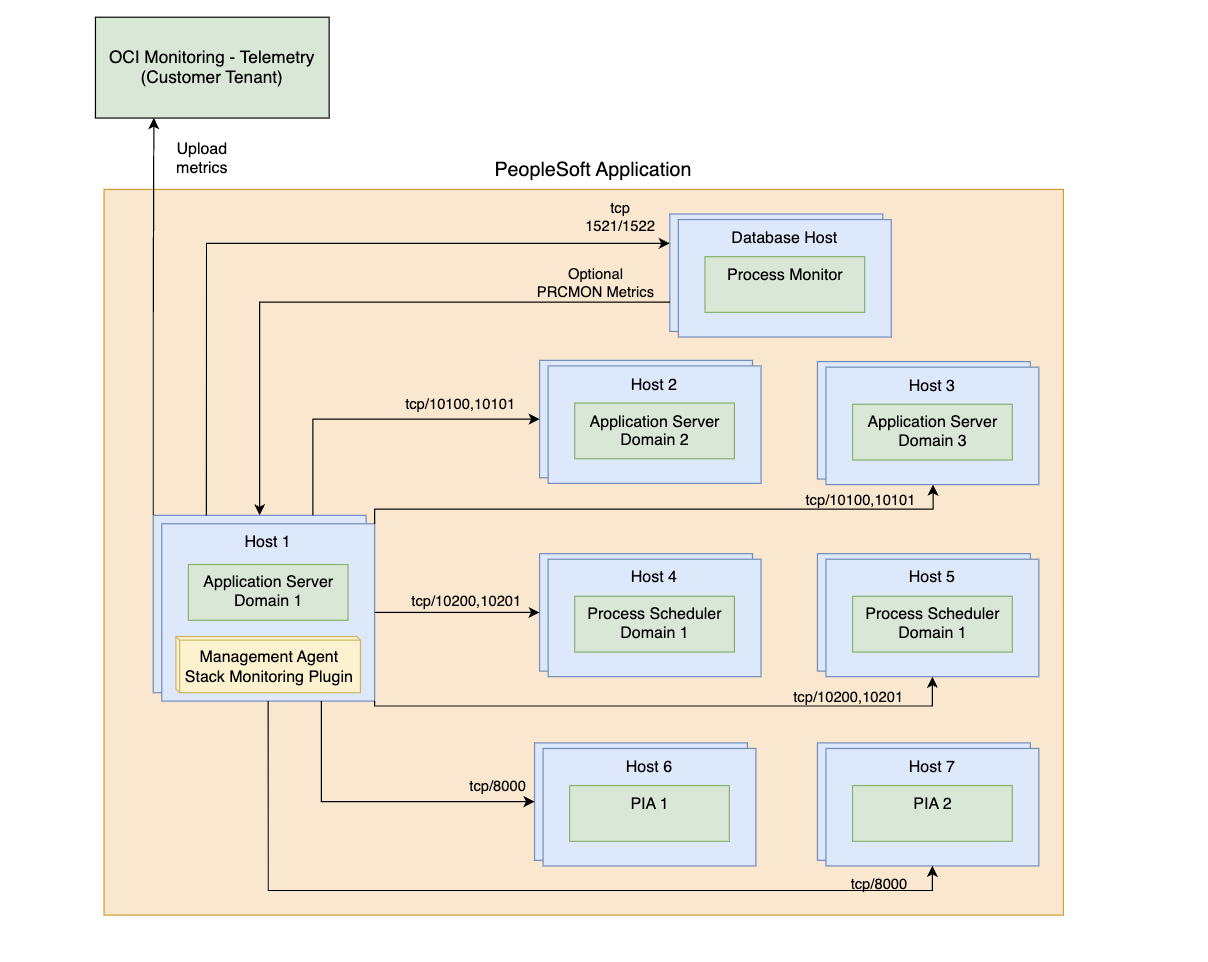 OCI Monitoring - Telemetry
(Customer Tenant)
Upload
metrics
PeopleSoft Application
tcp
1521/1522
Database Host
Process Monitor
Optional
PRCMON Metrics
Host 2
Application Server
Domain 2
tcp/10100,10101
Host 3
Application Server
Domain 3
tcp/10100,10101
Host 1
Application Server
Domain 1
Management Agent
Stack Monitoring Plugin
Host 4
Process Scheduler
Domain 1
tcp/10200,10201
Host 5
Process Scheduler
Domain 1
tcp/10200,10201
Host 6
PIA 1
tcp/8000
Host 7
PIA 2
tcp/8000